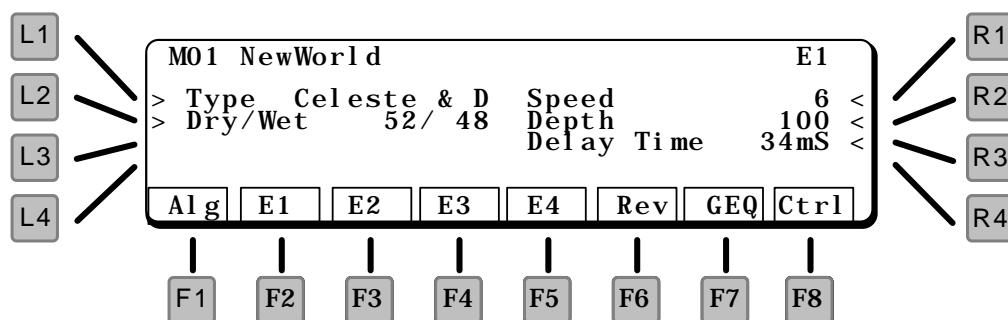 L1
R1
MO1 NewWorld E1
L2
> Type Celeste & D Speed 6 <
R2
> Dry/Wet 52/ 48 Depth 100 <
Delay Time 34mS <
L3
R3
L4
Alg E1 E2 E3 E4 Rev GEQ Ctrl
R4
F1 F2 F3 F4 F5 F6 F7 F8